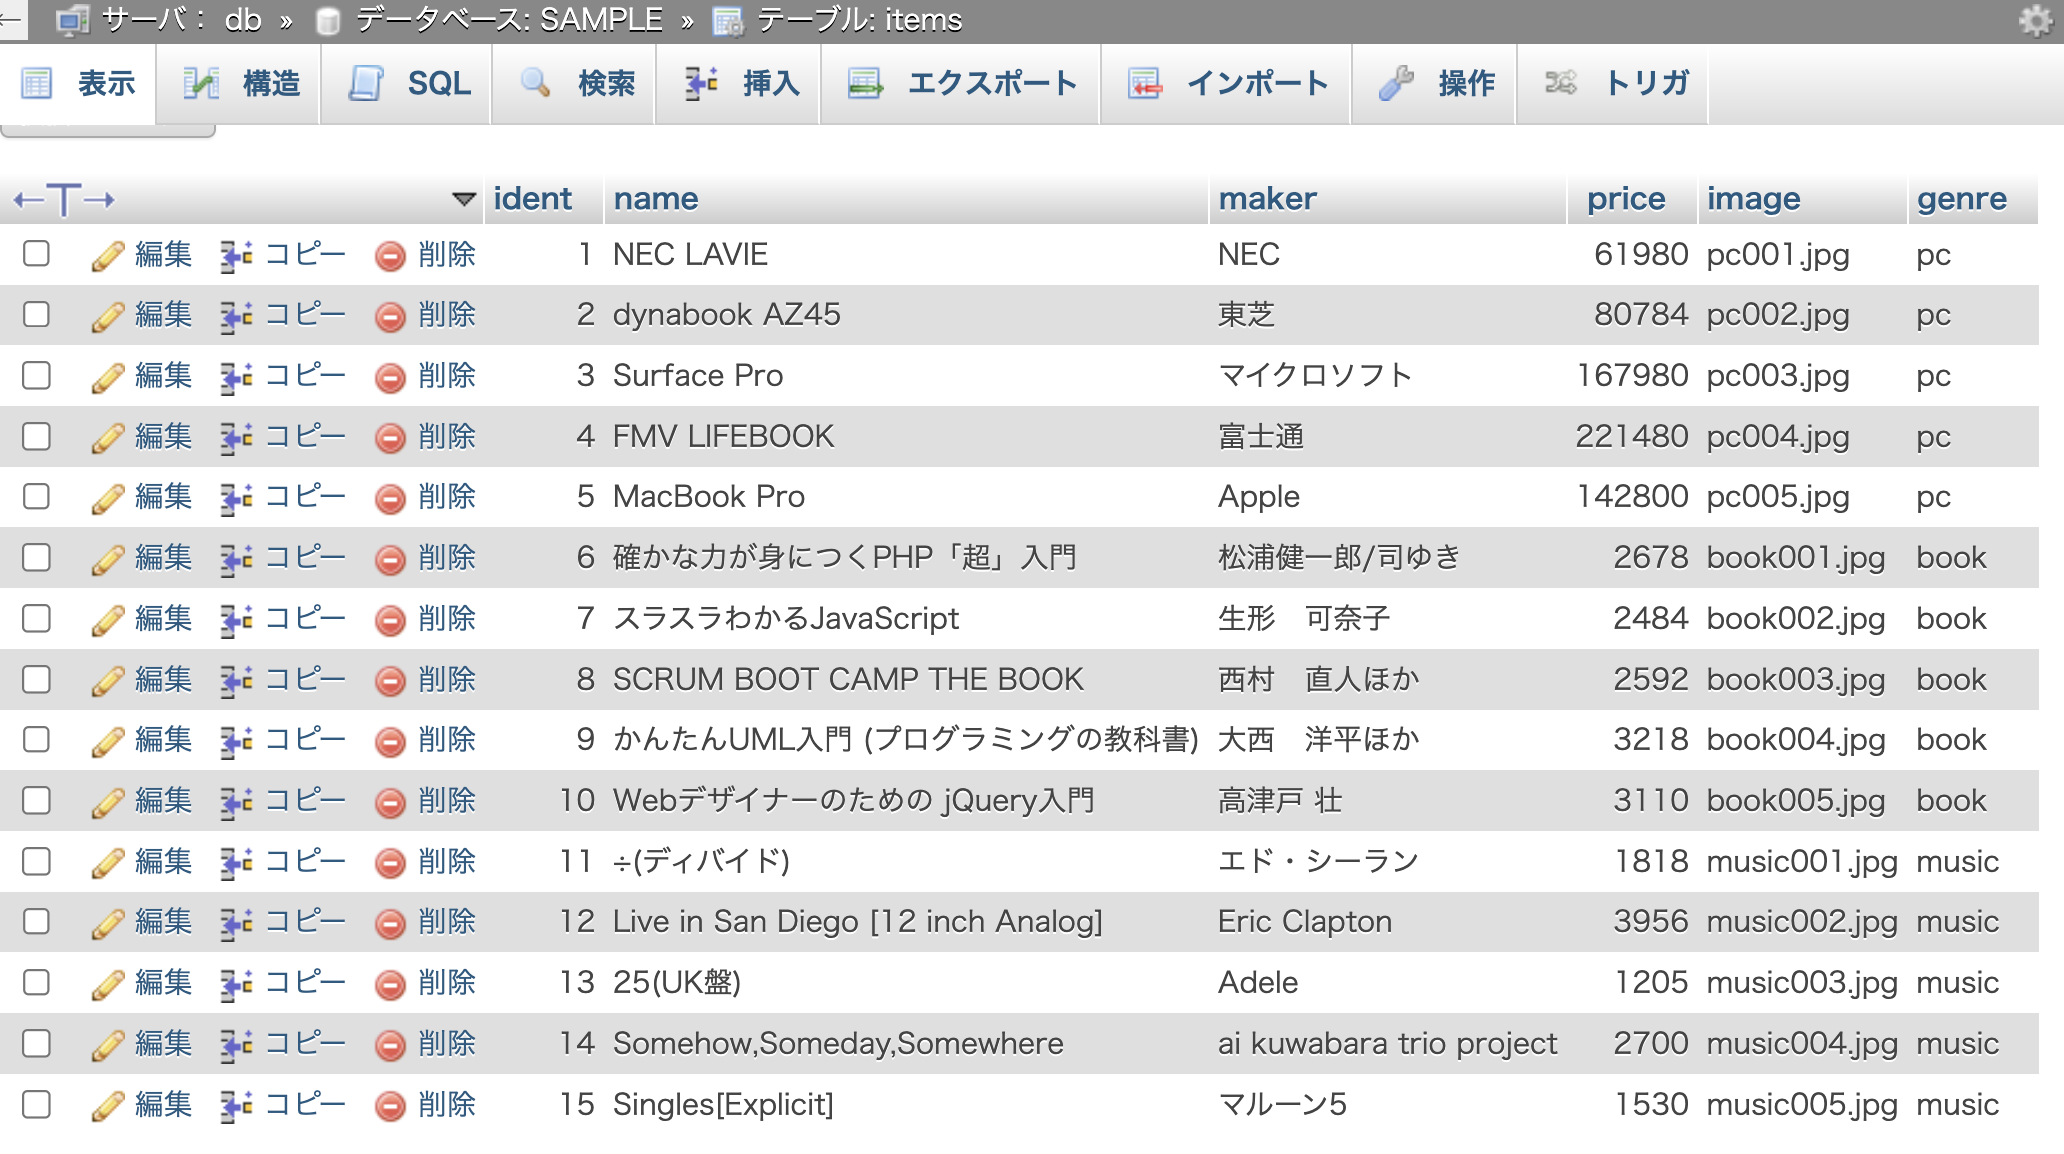 サーバ： db » データベース: SAMPLE » テーブル: items
表示 構造 SQL 検索 挿入 エクスポート インポート 操作 トリガ
←T→ ident name maker price image genre
編集 コピー 削除 1 NEC LAVIE NEC 61980 pc001.jpg pc
編集 コピー 削除 2 dynabook AZ45 東芝 80784 pc002.jpg pc
編集 コピー 削除 3 Surface Pro マイクロソフト 167980 pc003.jpg pc
編集 コピー 削除 4 FMV LIFEBOOK 富士通 221480 pc004.jpg pc
編集 コピー 削除 5 MacBook Pro Apple 142800 pc005.jpg pc
編集 コピー 削除 6 確かな力が身につくPHP「超」入門 松浦健一郎/司ゆき 2678 book001.jpg book
編集 コピー 削除 7 スラスラわかるJavaScript 生形　可奈子 2484 book002.jpg book
編集 コピー 削除 8 SCRUM BOOT CAMP THE BOOK 西村　直人ほか 2592 book003.jpg book
編集 コピー 削除 9 かんたんUML入門 (プログラミングの教科書) 大西　洋平ほか 3218 book004.jpg book
編集 コピー 削除 10 Webデザイナーのための jQuery入門 高津戸 壮 3110 book005.jpg book
編集 コピー 削除 11 ÷(ディバイド) エド・シーラン 1818 music001.jpg music
編集 コピー 削除 12 Live in San Diego [12 inch Analog] Eric Clapton 3956 music002.jpg music
編集 コピー 削除 13 25(UK盤) Adele 1205 music003.jpg music
編集 コピー 削除 14 Somehow,Someday,Somewhere ai kuwabara trio project 2700 music004.jpg music
編集 コピー 削除 15 Singles[Explicit] マルーン5 1530 music005.jpg music